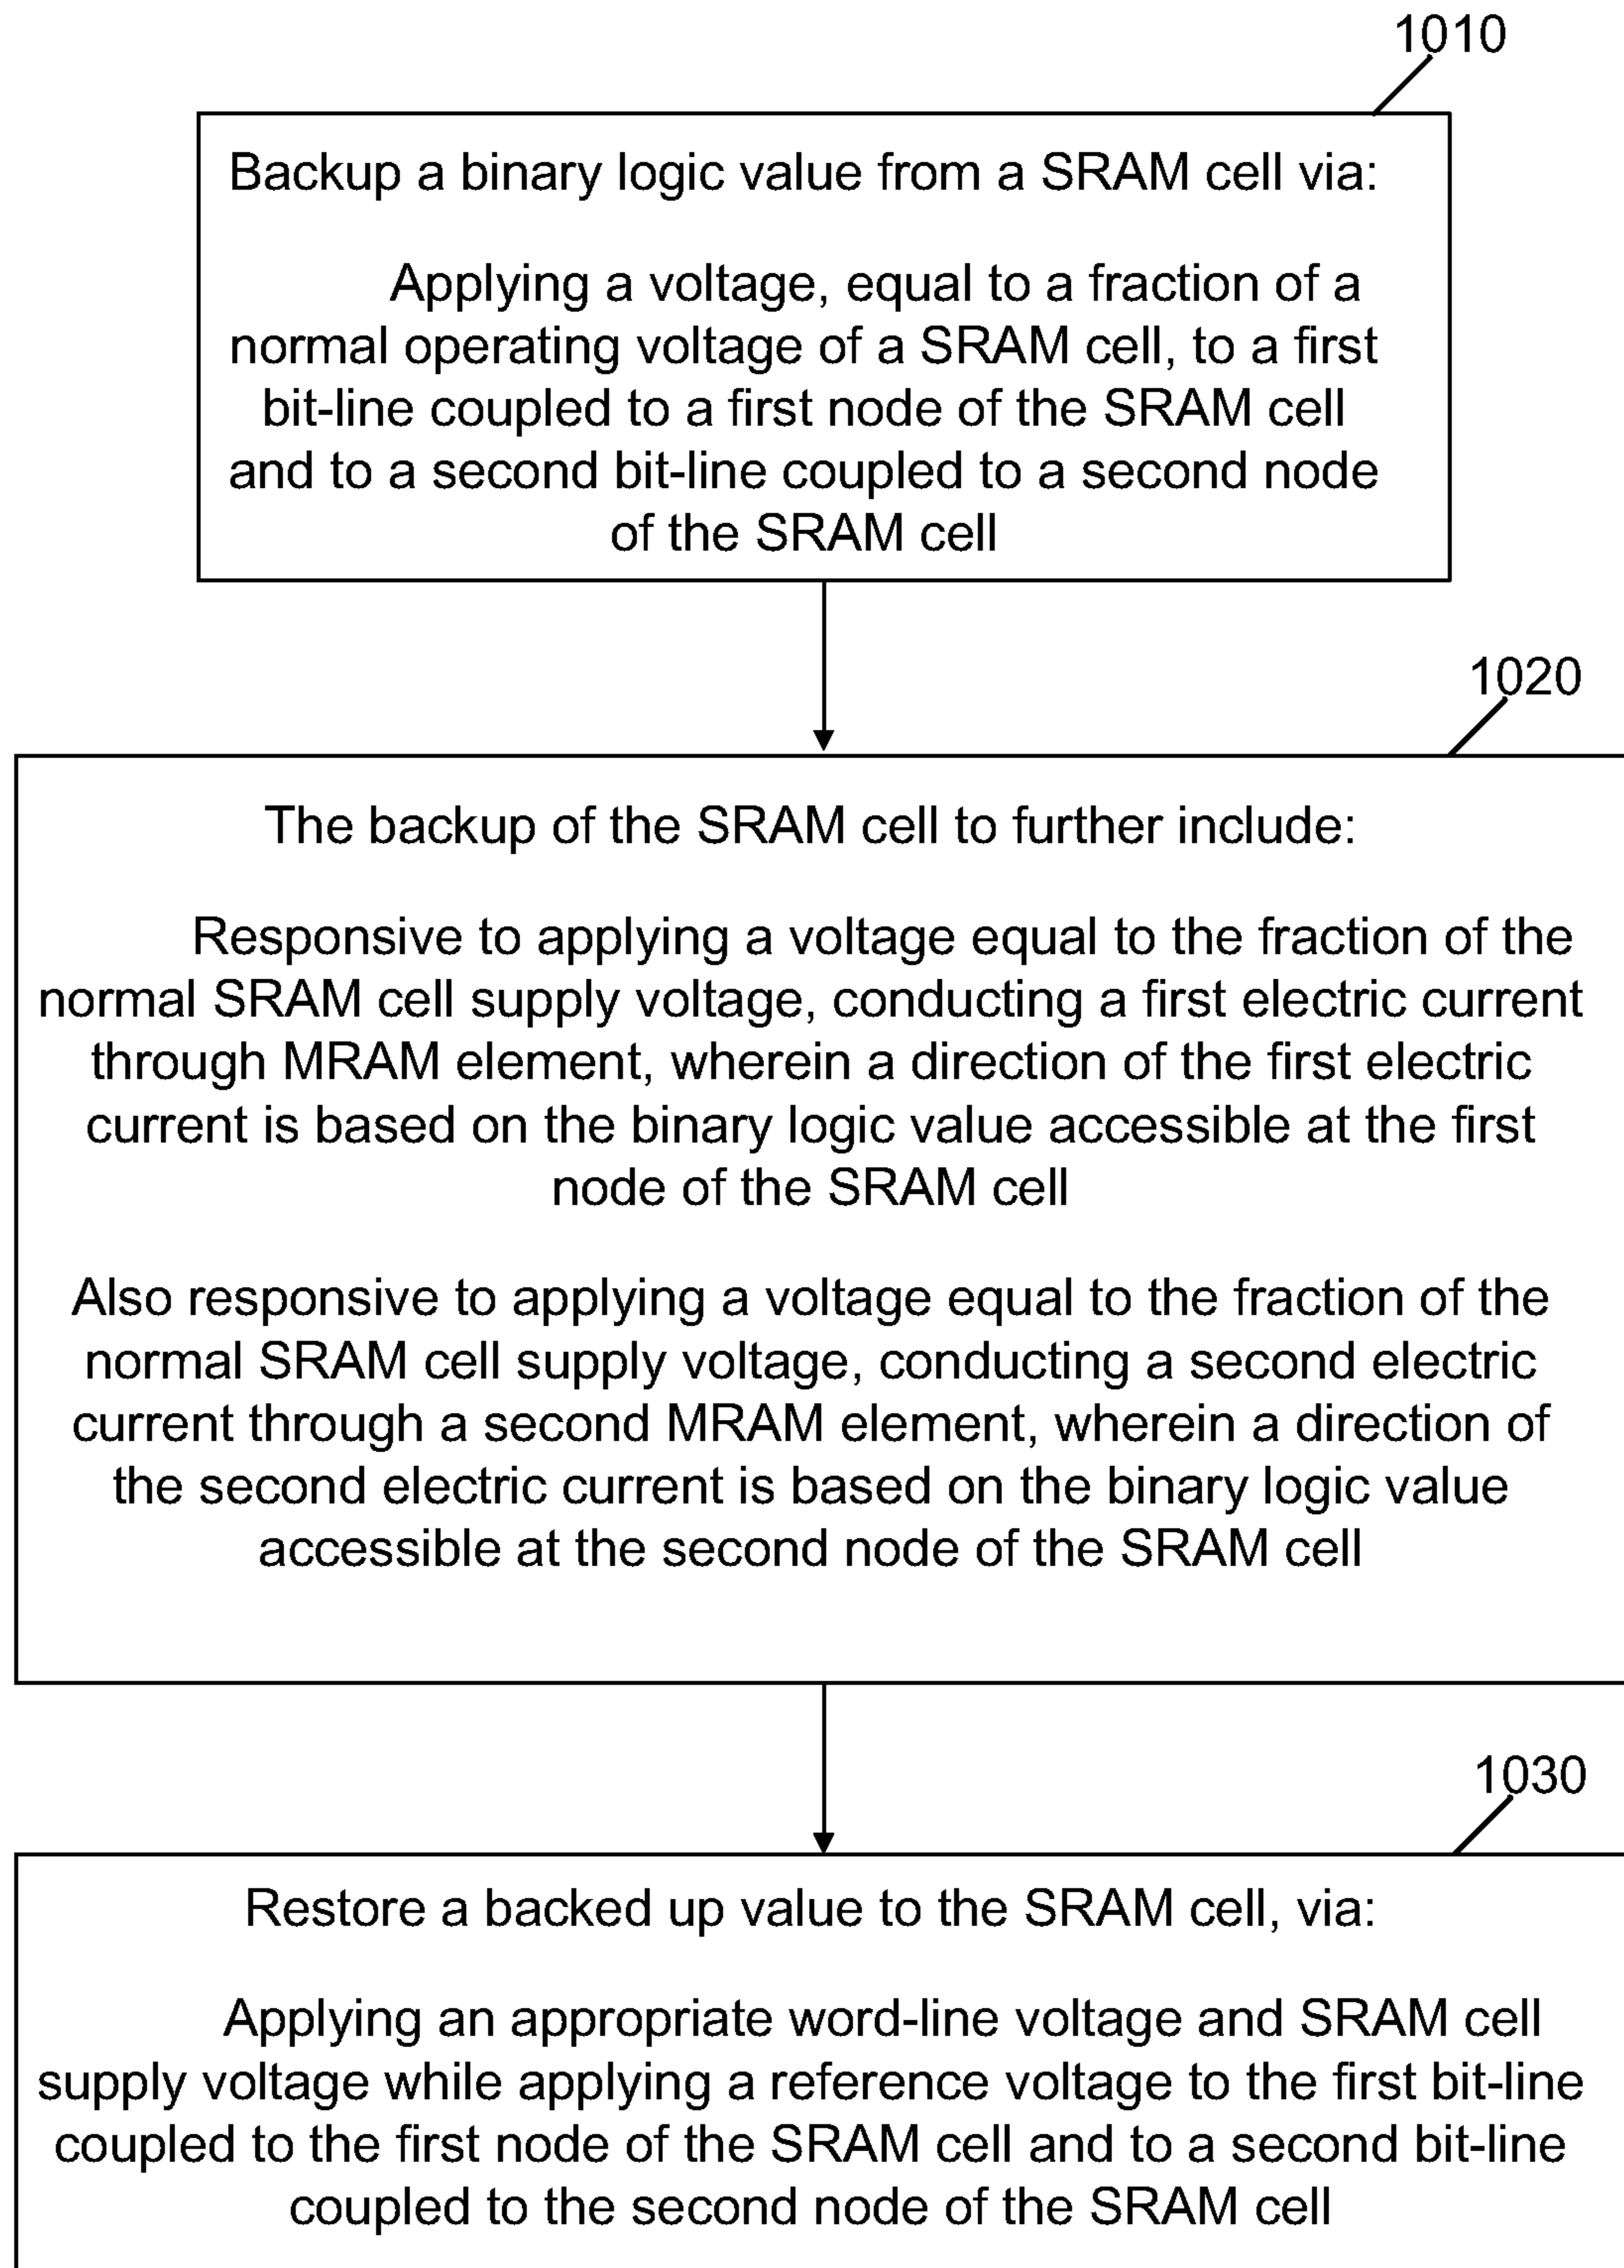 1010
Backup a binary logic value from a SRAM cell via:
Applying a voltage, equal to a fraction of a
normal operating voltage of a SRAM cell, to a first
bit-line coupled to a first node of the SRAM cell
and to a second bit-line coupled to a second node
of the SRAM cell
1020
The backup of the SRAM cell to further include:
Responsive to applying a voltage equal to the fraction of the
normal SRAM cell supply voltage, conducting a first electric current
through MRAM element, wherein a direction of the first electric
current is based on the binary logic value accessible at the first
node of the SRAM cell
Also responsive to applying a voltage equal to the fraction of the
normal SRAM cell supply voltage, conducting a second electric
current through a second MRAM element, wherein a direction of
the second electric current is based on the binary logic value
accessible at the second node of the SRAM cell
1030
Restore a backed up value to the SRAM cell, via:
Applying an appropriate word-line voltage and SRAM cell
supply voltage while applying a reference voltage to the first bit-line
coupled to the first node of the SRAM cell and to a second bit-line
coupled to the second node of the SRAM cell